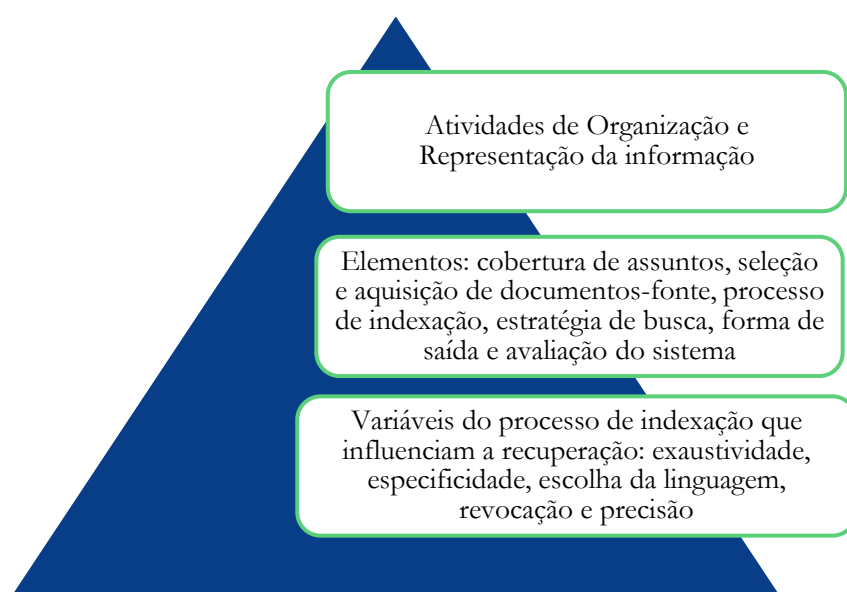 Atividades de Organização e
Representação da informação
Elementos: cobertura de assuntos, seleção
e aquisição de documentos-fonte, processo
de indexação, estratégia de busca, forma de
saída e avaliação do sistema
Variáveis do processo de indexação que
influenciam a recuperação: exaustividade,
especificidade, escolha da linguagem,
revocação e precisão